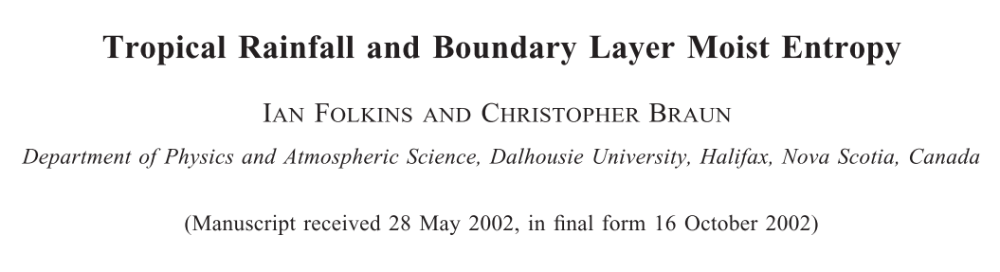 Tropical Rainfall and Boundary Layer Moist Entropy
IAN FOLKINS AND CHRISTOPHER BRAUN
Department of Physics and Atmospheric Science, Dalhousie University, Halifax, Nova Scotia, Canada
(Manuscript received 28 May 2002, in final form 16 October 2002)